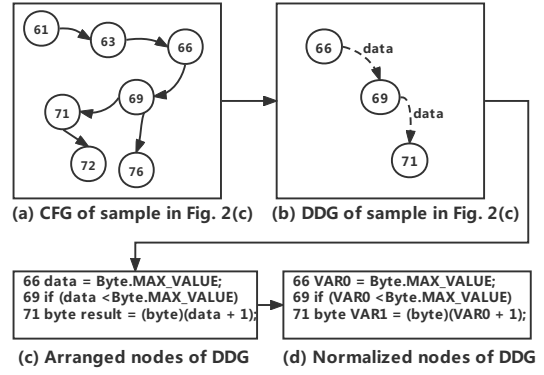 61
63
66
69
71
72
76
66
data
69
data
71
(a) CFG of sample in Fig. 2(c)
(b) DDG of sample in Fig. 2(c)
66 data = Byte.MAX_VALUE;
69 if (data <Byte.MAX_VALUE)
71 byte result = (byte)(data + 1);
66 VAR0 = Byte.MAX_VALUE;
69 if (VAR0 <Byte.MAX_VALUE)
71 byte VAR1 = (byte)(VAR0 + 1);
(c) Arranged nodes of DDG
(d) Normalized nodes of DDG